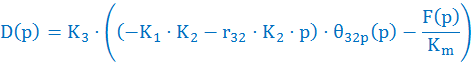 D(p) = K₃ · ((−K₁ · K₂ − r₃₂ · K₂ · p) · θ₃₂ₚ(p) − F(p)/Kₘ)